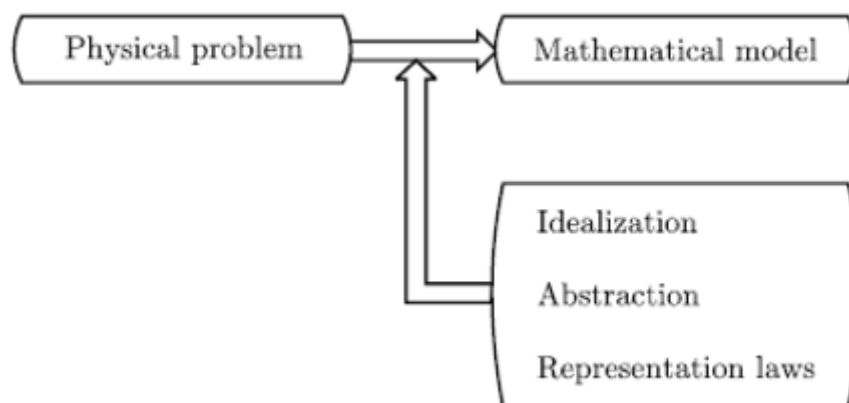 Physical problem
Mathematical model
Idealization
Abstraction
Representation laws